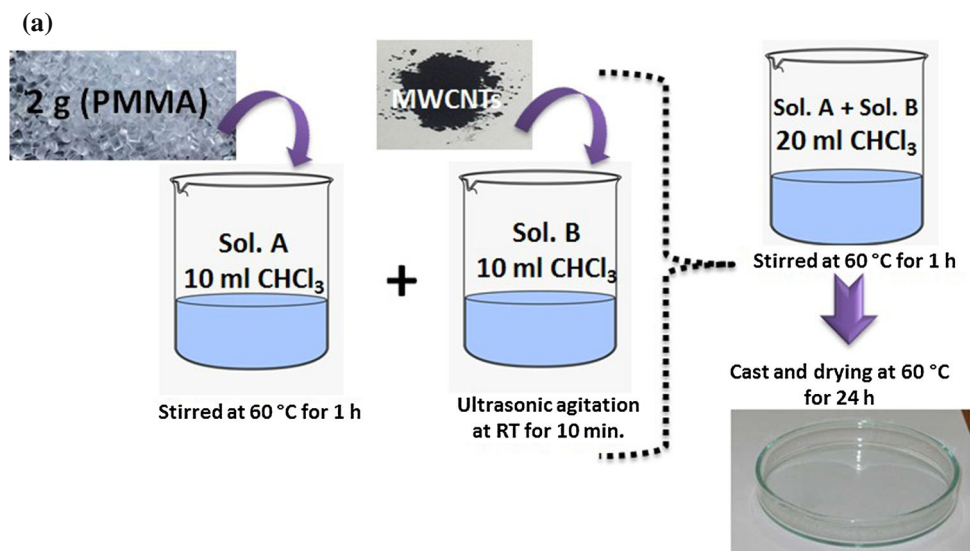 (a)
2 g (PMMA)
MWCNTs
Sol. A
10 ml CHCl₃
Stirred at 60 °C for 1 h
+
Sol. B
10 ml CHCl₃
Ultrasonic agitation
at RT for 10 min.
Sol. A + Sol. B
20 ml CHCl₃
Stirred at 60 °C for 1 h
Cast and drying at 60 °C
for 24 h